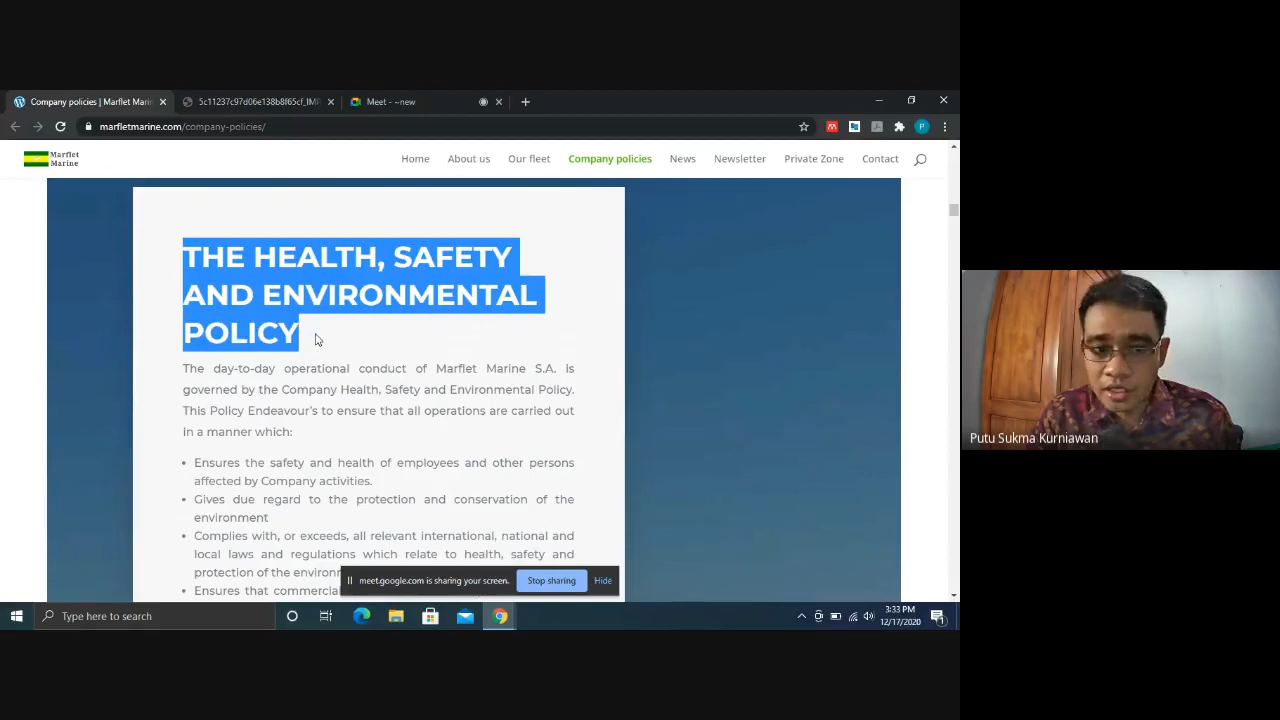 Company policies | Marflet Marin
5c11237c97d06e138b8f65cf_IMP
Meet - ~new
marfletmarine.com/company-policies/
Marflet
Marine
Home
About us
Our fleet
Company policies
News
Newsletter
Private Zone
Contact
THE HEALTH, SAFETY
AND ENVIRONMENTAL
POLICY
The day-to-day operational conduct of Marflet Marine S.A. is
governed by the Company Health, Safety and Environmental Policy.
This Policy Endeavour's to ensure that all operations are carried out
in a manner which:
• Ensures the safety and health of employees and other persons
affected by Company activities.
• Gives due regard to the protection and conservation of the
environment
• Complies with, or exceeds, all relevant international, national and
local laws and regulations which relate to health, safety and
protection of the environm
• Ensures that commercia
meet.google.com is sharing your screen.
Stop sharing
Hide
Putu Sukma Kurniawan
Type here to search
3:33 PM
12/17/2020